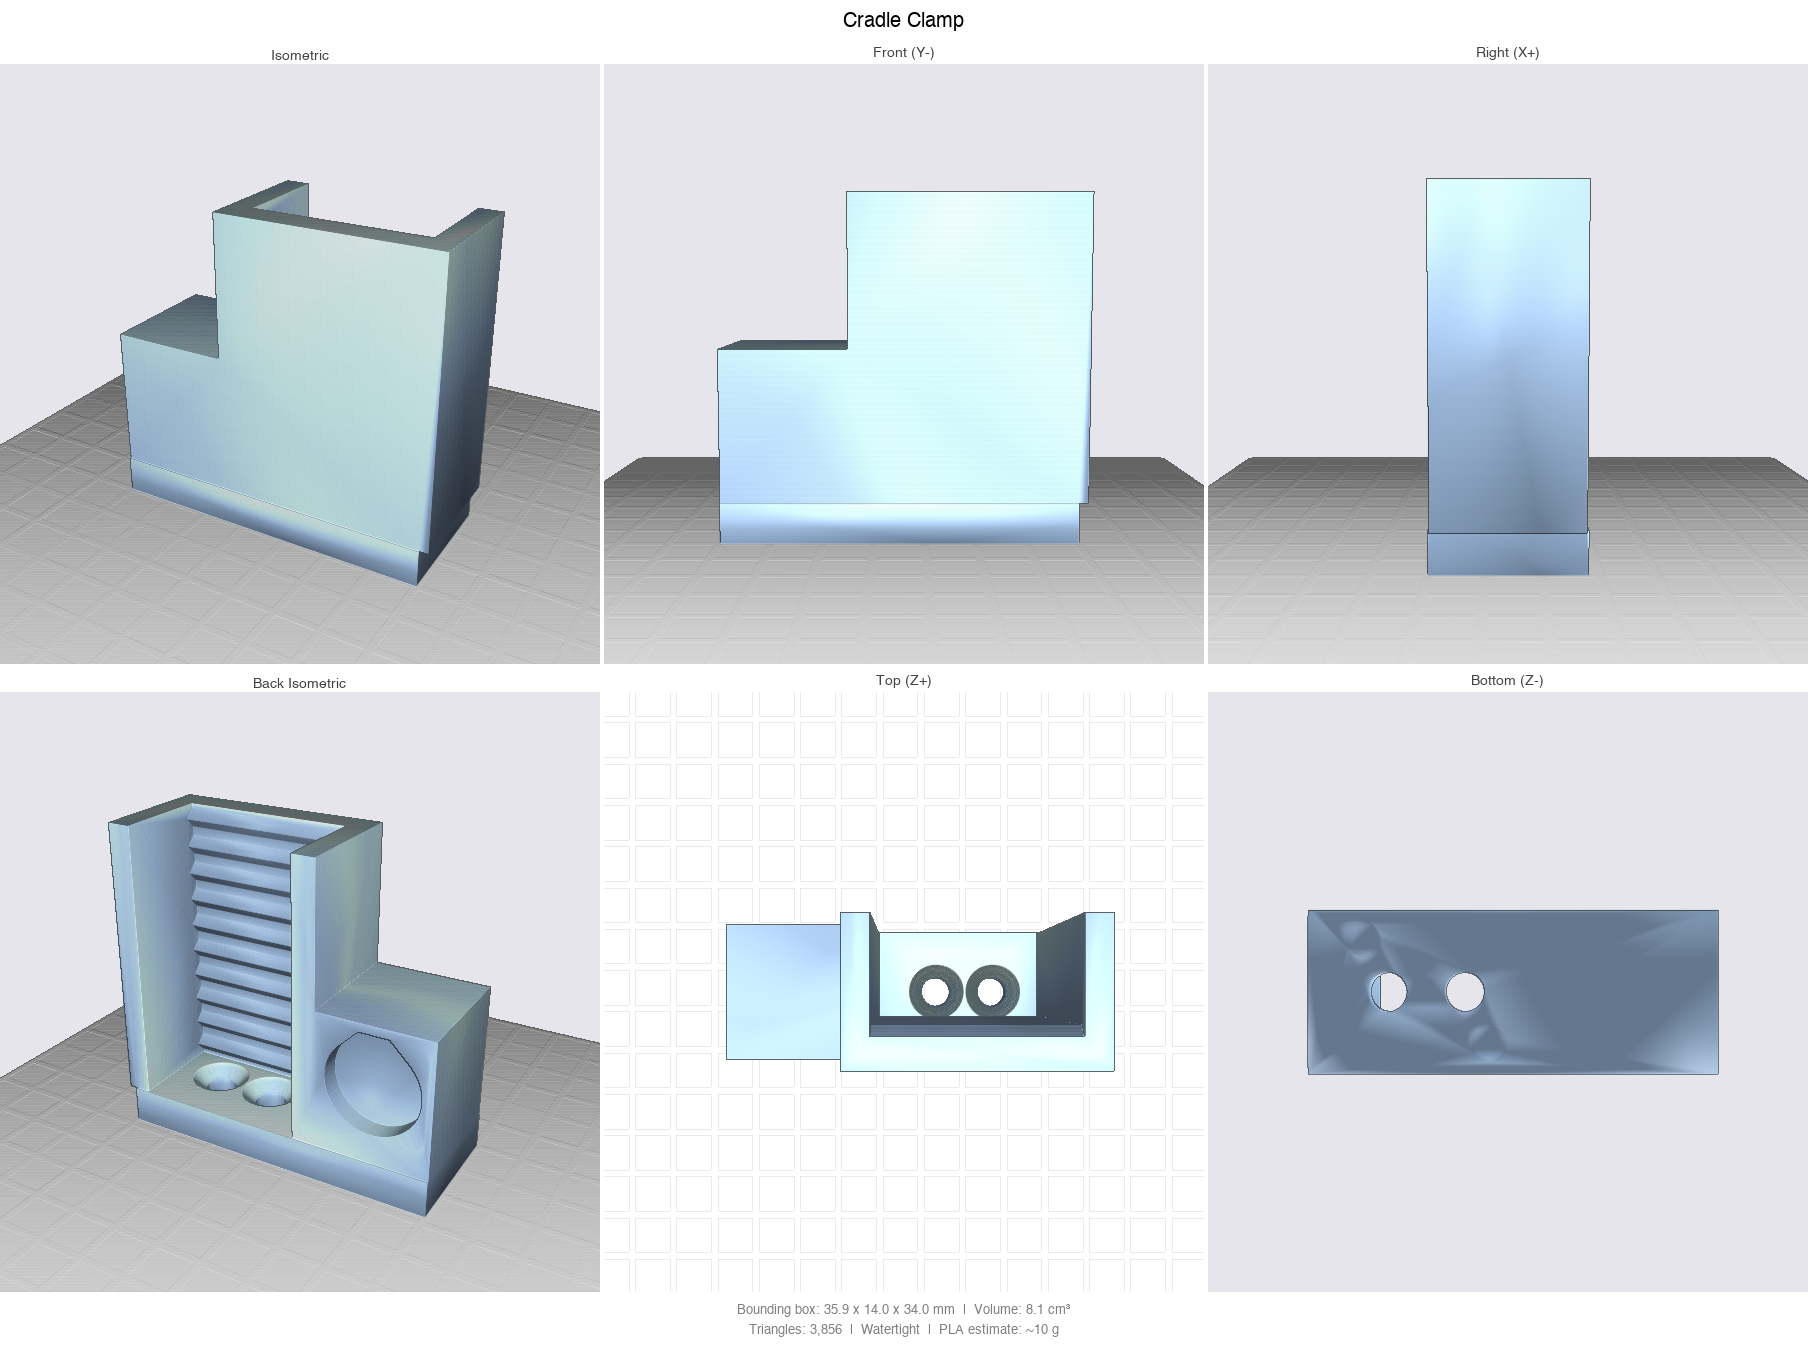 Cradle Clamp
Isometric
Front (Y-)
Right (X+)
Back Isometric
Top (Z+)
Bottom (Z-)
Bounding box: 35.9 x 14.0 x 34.0 mm | Volume: 8.1 cm³
Triangles: 3,856 | Watertight | PLA estimate: ~10 g